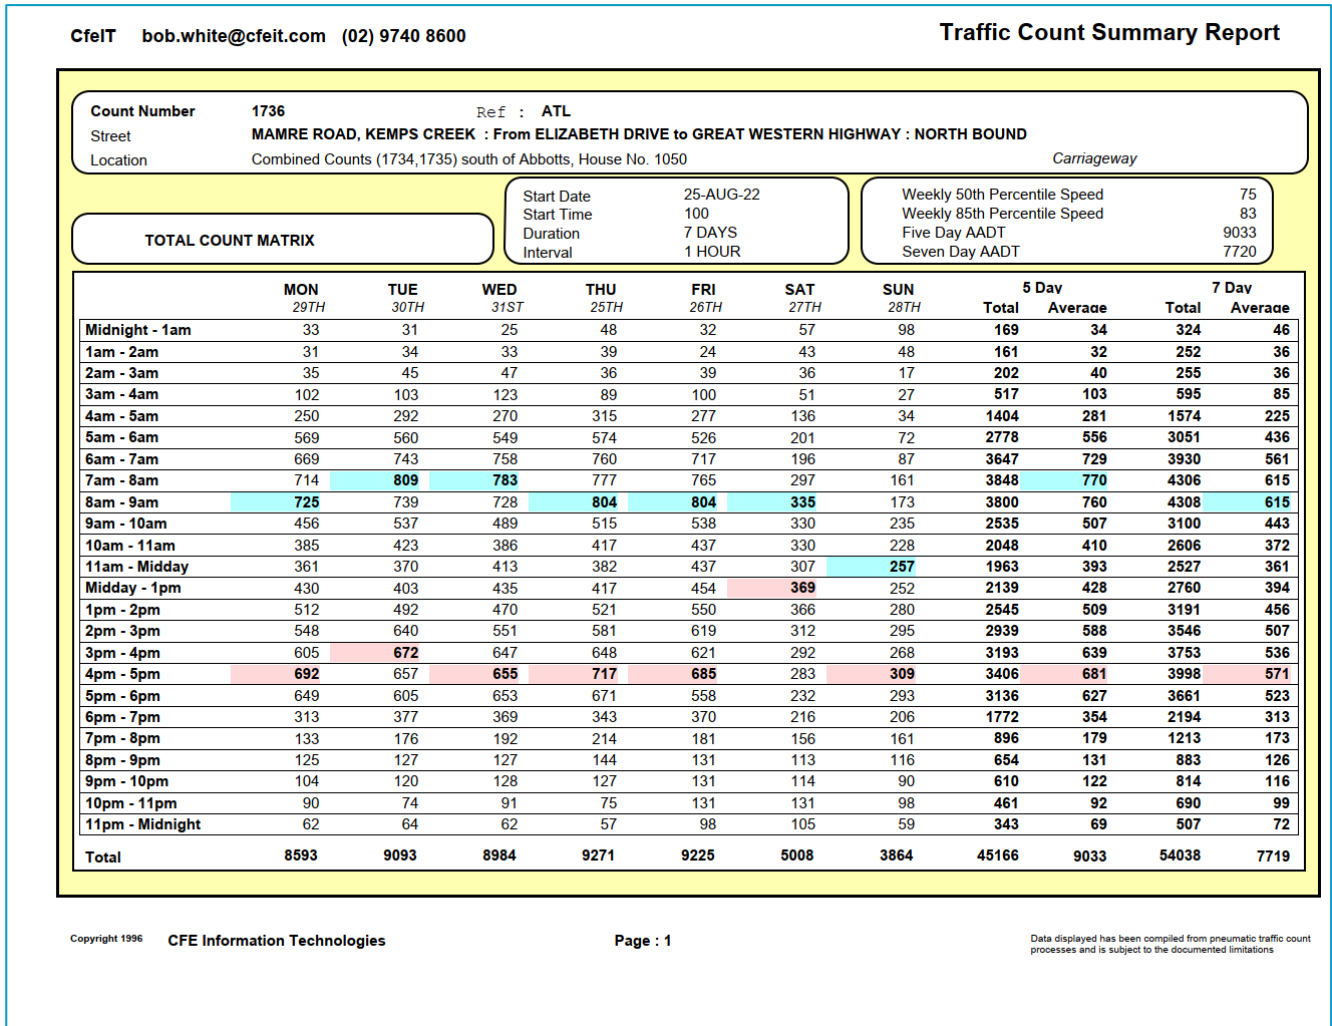 CfeIT bob.white@cfeit.com (02) 9740 8600 Traffic Count Summary Report
Count Number 1736 Ref : ATL
Street MAMRE ROAD, KEMPS CREEK : From ELIZABETH DRIVE to GREAT WESTERN HIGHWAY : NORTH BOUND
Location Combined Counts (1734,1735) south of Abbotts, House No. 1050 Carriageway
TOTAL COUNT MATRIX
Start Date 25-AUG-22
Start Time 100
Duration 7 DAYS
Interval 1 HOUR
Weekly 50th Percentile Speed 75
Weekly 85th Percentile Speed 83
Five Day AADT 9033
Seven Day AADT 7720
MON TUE WED THU FRI SAT SUN 5 Day 7 Day
29TH 30TH 31ST 25TH 26TH 27TH 28TH Total Average Total Average
Midnight - 1am 33 31 25 48 32 57 98 169 34 324 46
1am - 2am 31 34 33 39 24 43 48 161 32 252 36
2am - 3am 35 45 47 36 39 36 17 202 40 255 36
3am - 4am 102 103 123 89 100 51 27 517 103 595 85
4am - 5am 250 292 270 315 277 136 34 1404 281 1574 225
5am - 6am 569 560 549 574 526 201 72 2778 556 3051 436
6am - 7am 669 743 758 760 717 196 87 3647 729 3930 561
7am - 8am 714 809 783 777 765 297 161 3848 770 4306 615
8am - 9am 725 739 728 804 804 335 173 3800 760 4308 615
9am - 10am 456 537 489 515 538 330 235 2535 507 3100 443
10am - 11am 385 423 386 417 437 330 228 2048 410 2606 372
11am - Midday 361 370 413 382 437 307 257 1963 393 2527 361
Midday - 1pm 430 403 435 417 454 369 252 2139 428 2760 394
1pm - 2pm 512 492 470 521 550 366 280 2545 509 3191 456
2pm - 3pm 548 640 551 581 619 312 295 2939 588 3546 507
3pm - 4pm 605 672 647 648 621 292 268 3193 639 3753 536
4pm - 5pm 692 657 655 717 685 283 309 3406 681 3998 571
5pm - 6pm 649 605 653 671 558 232 293 3136 627 3661 523
6pm - 7pm 313 377 369 343 370 216 206 1772 354 2194 313
7pm - 8pm 133 176 192 214 181 156 161 896 179 1213 173
8pm - 9pm 125 127 127 144 131 113 116 654 131 883 126
9pm - 10pm 104 120 128 127 131 114 90 610 122 814 116
10pm - 11pm 90 74 91 75 131 131 98 461 92 690 99
11pm - Midnight 62 64 62 57 98 105 59 343 69 507 72
Total 8593 9093 8984 9271 9225 5008 3864 45166 9033 54038 7719
Copyright 1996 CFE Information Technologies Page : 1
Data displayed has been compiled from pneumatic traffic count
processes and is subject to the documented limitations